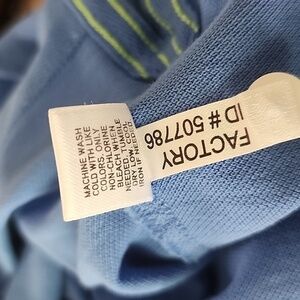 MACHINE WASH
COLD WITH LIKE
COLORS, ONLY
NON-CHLORINE
BLEACH WHEN
NEEDED, TUMBLE
DRY LOW, COOL
IRON IF NEEDED
FACTORY
ID # 507786